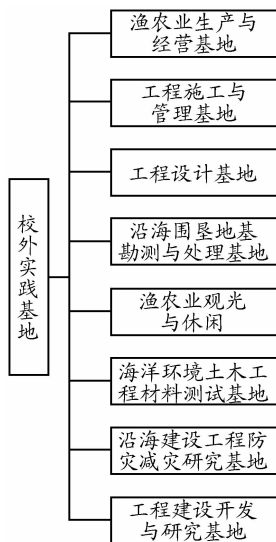 校外实践基地
渔农业生产与
经营基地
工程施工与
管理基地
工程设计基地
沿海围垦地基
勘测与处理基地
渔农业观光
与休闲
海洋环境土木工
程材料测试基地
沿海建设工程防
灾减灾研究基地
工程建设开发
与研究基地